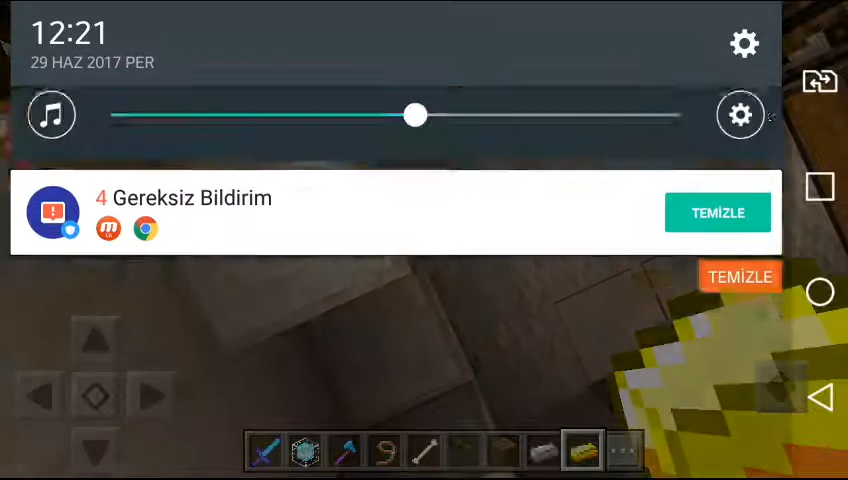 12:21
29 HAZ 2017 PER
4 Gereksiz Bildirim
TEMİZLE
TEMİZLE